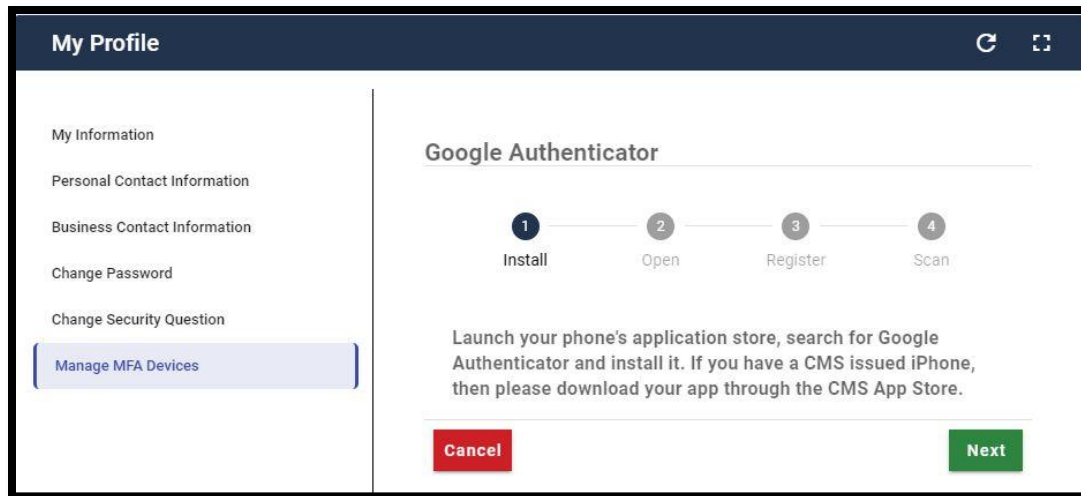 My Profile
My Information
Personal Contact Information
Business Contact Information
Change Password
Change Security Question
Manage MFA Devices
Google Authenticator
1 2 3 4
Install Open Register Scan
Launch your phone's application store, search for Google
Authenticator and install it. If you have a CMS issued iPhone,
then please download your app through the CMS App Store.
Cancel Next